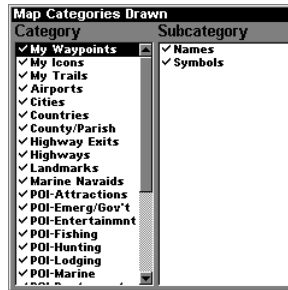 Map Categories Drawn
Category
Subcategory
My Waypoints
My Icons
My Trails
Airports
Cities
Countries
County/Parish
Highway Exits
Highways
Landmarks
Marine Navaids
POI-Attractions
POI-Emerg/Gov't
POI-Entertainmnt
POI-Fishing
POI-Hunting
POI-Lodging
POI-Marine
Names
Symbols